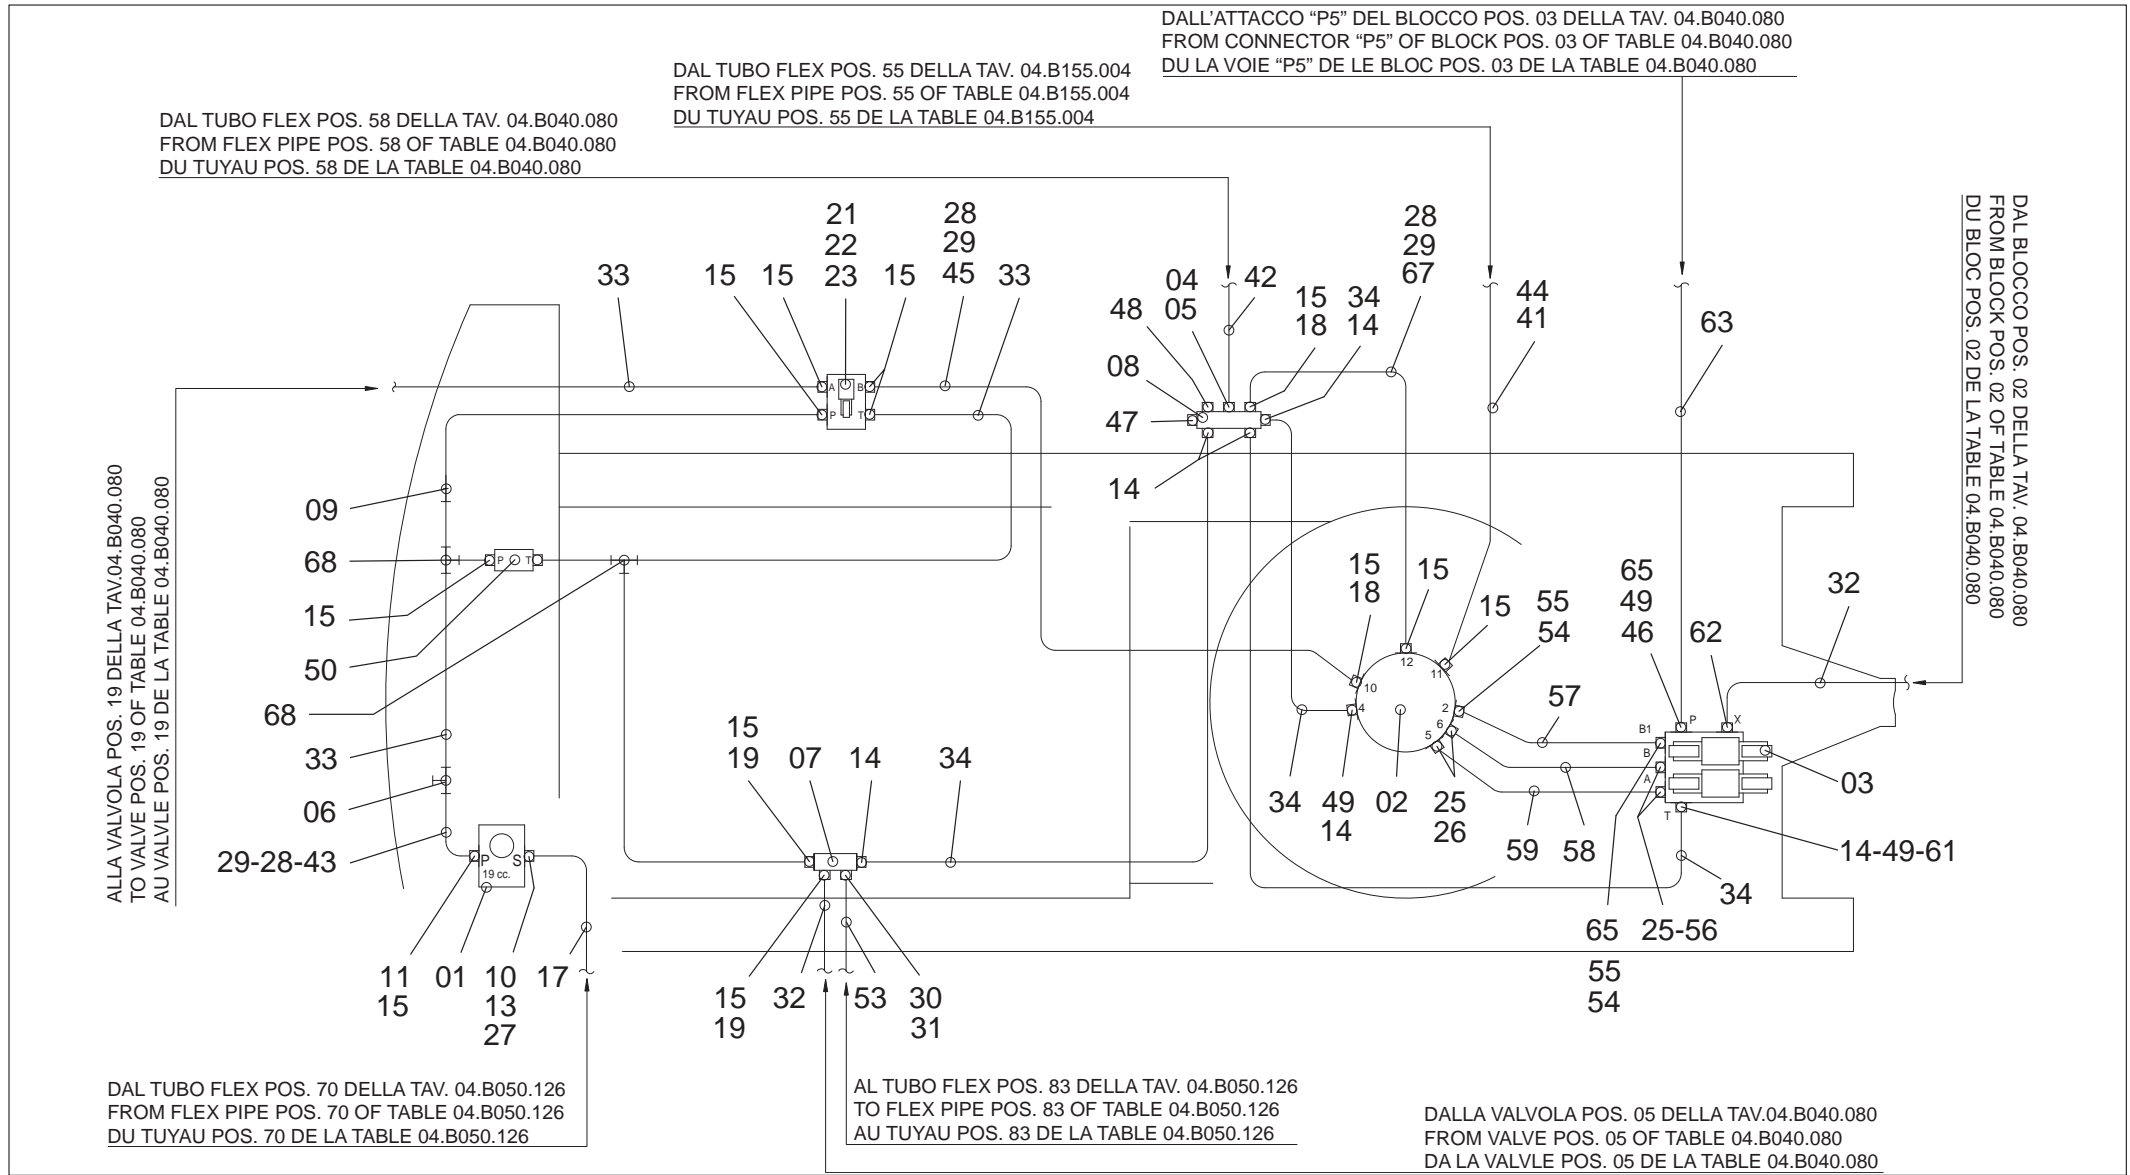 DALL'ATTACCO “P5” DEL BLOCCO POS. 03 DELLA TAV. 04.B040.080
FROM CONNECTOR “P5” OF BLOCK POS. 03 OF TABLE 04.B040.080
DU LA VOIE “P5” DE LE BLOC POS. 03 DE LA TABLE 04.B040.080
DAL TUBO FLEX POS. 55 DELLA TAV. 04.B155.004
FROM FLEX PIPE POS. 55 OF TABLE 04.B155.004
DU TUYAU POS. 55 DE LA TABLE 04.B155.004
DAL TUBO FLEX POS. 58 DELLA TAV. 04.B040.080
FROM FLEX PIPE POS. 58 OF TABLE 04.B040.080
DU TUYAU POS. 58 DE LA TABLE 04.B040.080
DAL BLOCCO POS. 02 DELLA TAV. 04.B040.080
FROM BLOCK POS. 02 OF TABLE 04.B040.080
DU BLOC POS. 02 DE LA TABLE 04.B040.080
33
15
15
21
22
23
15
28
29
45
33
48
04
05
42
15
18
34
14
28
29
67
44
41
63
08
47
14
A
B
P
T
ALLA VALVOLA POS. 19 DELLA TAV.04.B040.080
TO VALVE POS. 19 OF TABLE 04.B040.080
AU VALVLE POS. 19 DE LA TABLE 04.B040.080
09
68
15
50
68
33
06
29-28-43
P
T
15
18
15
15
55
54
65
49
46
62
32
12
11
10
4
2
6
5
57
B1
P
X
B
A
T
03
15
19
07
14
34
34
49
14
02
25
26
59
58
14-49-61
34
P
S
19 cc.
11
15
01
10
13
27
17
15
19
32
53
30
31
65
55
54
25-56
DAL TUBO FLEX POS. 70 DELLA TAV. 04.B050.126
FROM FLEX PIPE POS. 70 OF TABLE 04.B050.126
DU TUYAU POS. 70 DE LA TABLE 04.B050.126
AL TUBO FLEX POS. 83 DELLA TAV. 04.B050.126
TO FLEX PIPE POS. 83 OF TABLE 04.B050.126
AU TUYAU POS. 83 DE LA TABLE 04.B050.126
DALLA VALVOLA POS. 05 DELLA TAV.04.B040.080
FROM VALVE POS. 05 OF TABLE 04.B040.080
DA LA VALVLE POS. 05 DE LA TABLE 04.B040.080